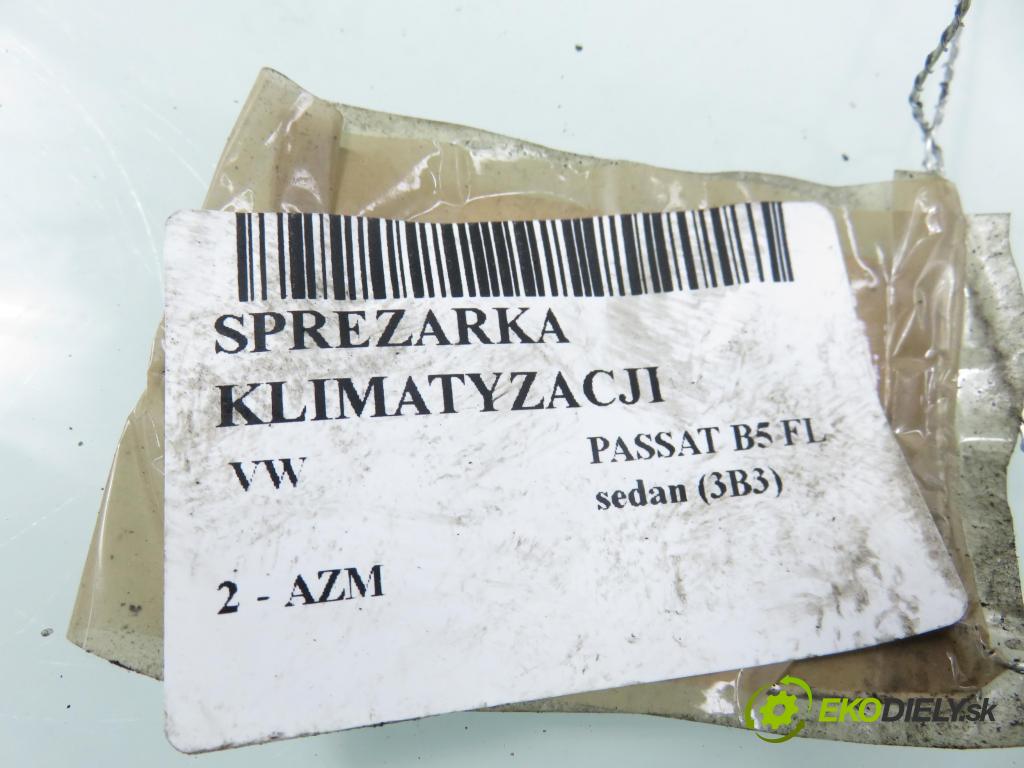 SPREZARKA
KLIMATYZACJI
VW
PASSAT B5 FL
sedan (3B3)
2 - AZM
EKODIELY.sk